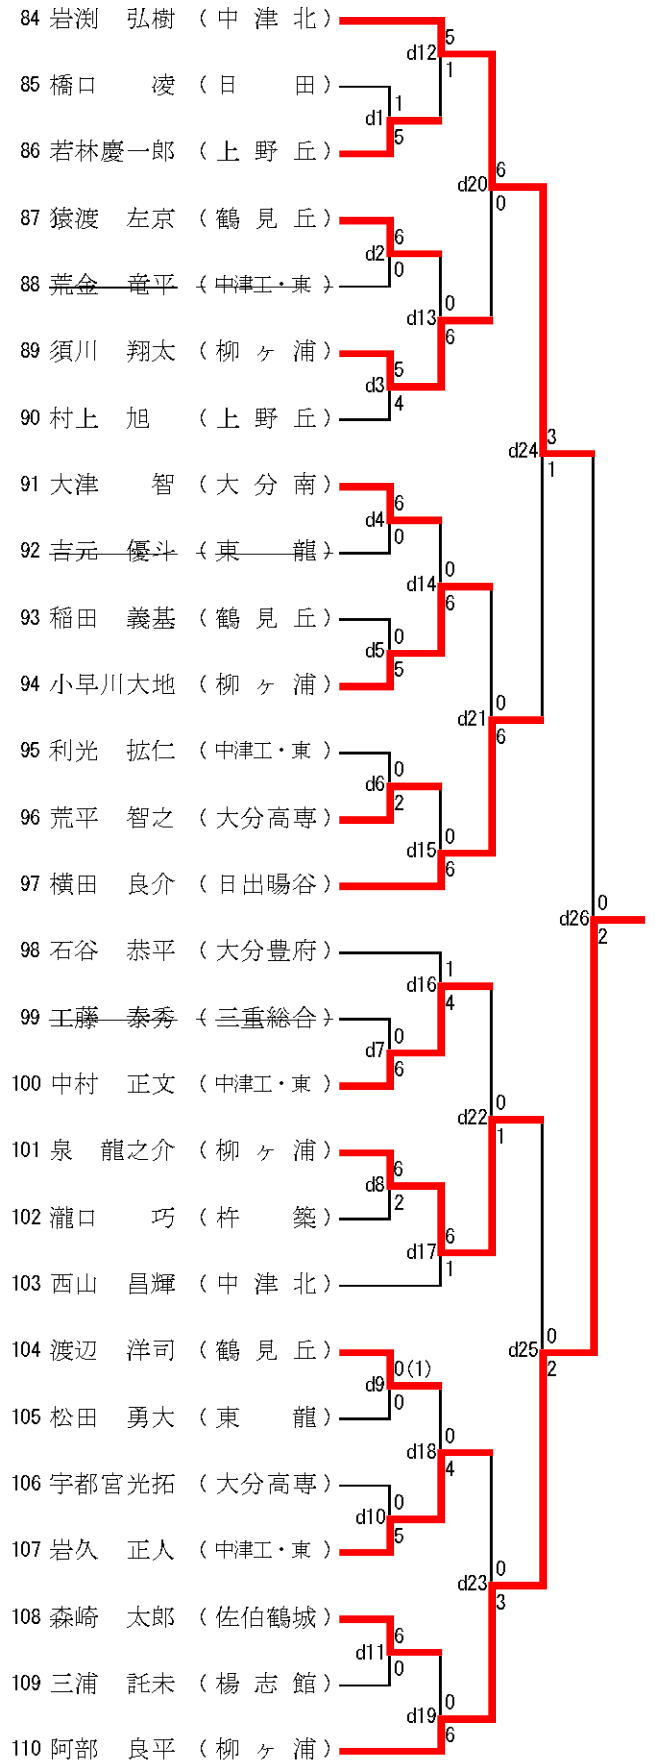 84 岩渕 弘樹 (中津北)
5
d12
1
85 橋口 凌 (日 田)
1
d1
5
86 若林慶一郎 (上野丘)
6
d20
0
87 猿渡 左京 (鶴見丘)
6
d2
0
88 荒金 竜平 (中津工・東)
0
d13
6
89 須川 翔太 (柳ヶ浦)
5
d3
4
90 村上 旭 (上野丘)
3
d24
1
91 大津 智 (大分南)
6
d4
0
92 吉元 優斗 (東 龍)
0
d14
6
93 稲田 義基 (鶴見丘)
0
d5
5
94 小早川大地 (柳ヶ浦)
0
d21
6
95 利光 拡仁 (中津工・東)
0
d6
2
96 荒平 智之 (大分高専)
0
d15
6
97 横田 良介 (日出暘谷)
0
d26
2
98 石谷 恭平 (大分豊府)
1
d16
4
99 工藤 泰秀 (三重総合)
0
d7
6
100 中村 正文 (中津工・東)
0
d22
1
101 泉 龍之介 (柳ヶ浦)
6
d8
2
102 瀧口 巧 (杵 築)
6
d17
1
103 西山 昌輝 (中津北)
0
d25
2
104 渡辺 洋司 (鶴見丘)
0(1)
d9
0
105 松田 勇大 (東 龍)
0
d18
4
106 宇都宮光拓 (大分高専)
0
d10
5
107 岩久 正人 (中津工・東)
0
d23
3
108 森崎 太郎 (佐伯鶴城)
6
d11
0
109 三浦 託未 (楊志館)
0
d19
6
110 阿部 良平 (柳ヶ浦)